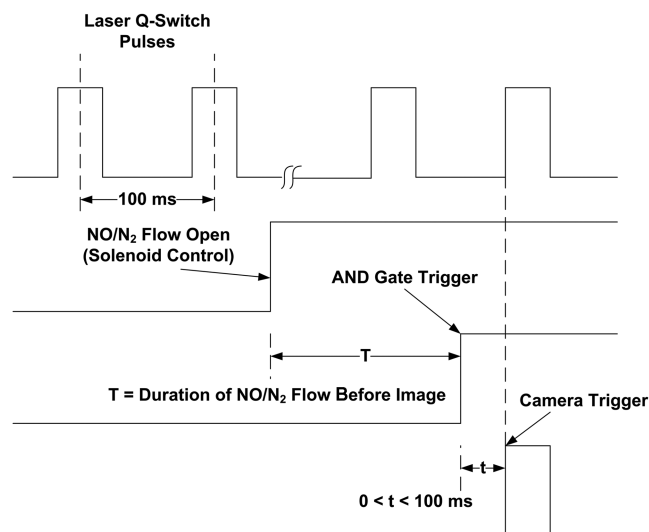 Laser Q-Switch
Pulses
100 ms
NO/N₂ Flow Open
(Solenoid Control)
AND Gate Trigger
T
T = Duration of NO/N₂ Flow Before Image
Camera Trigger
t
0 < t < 100 ms